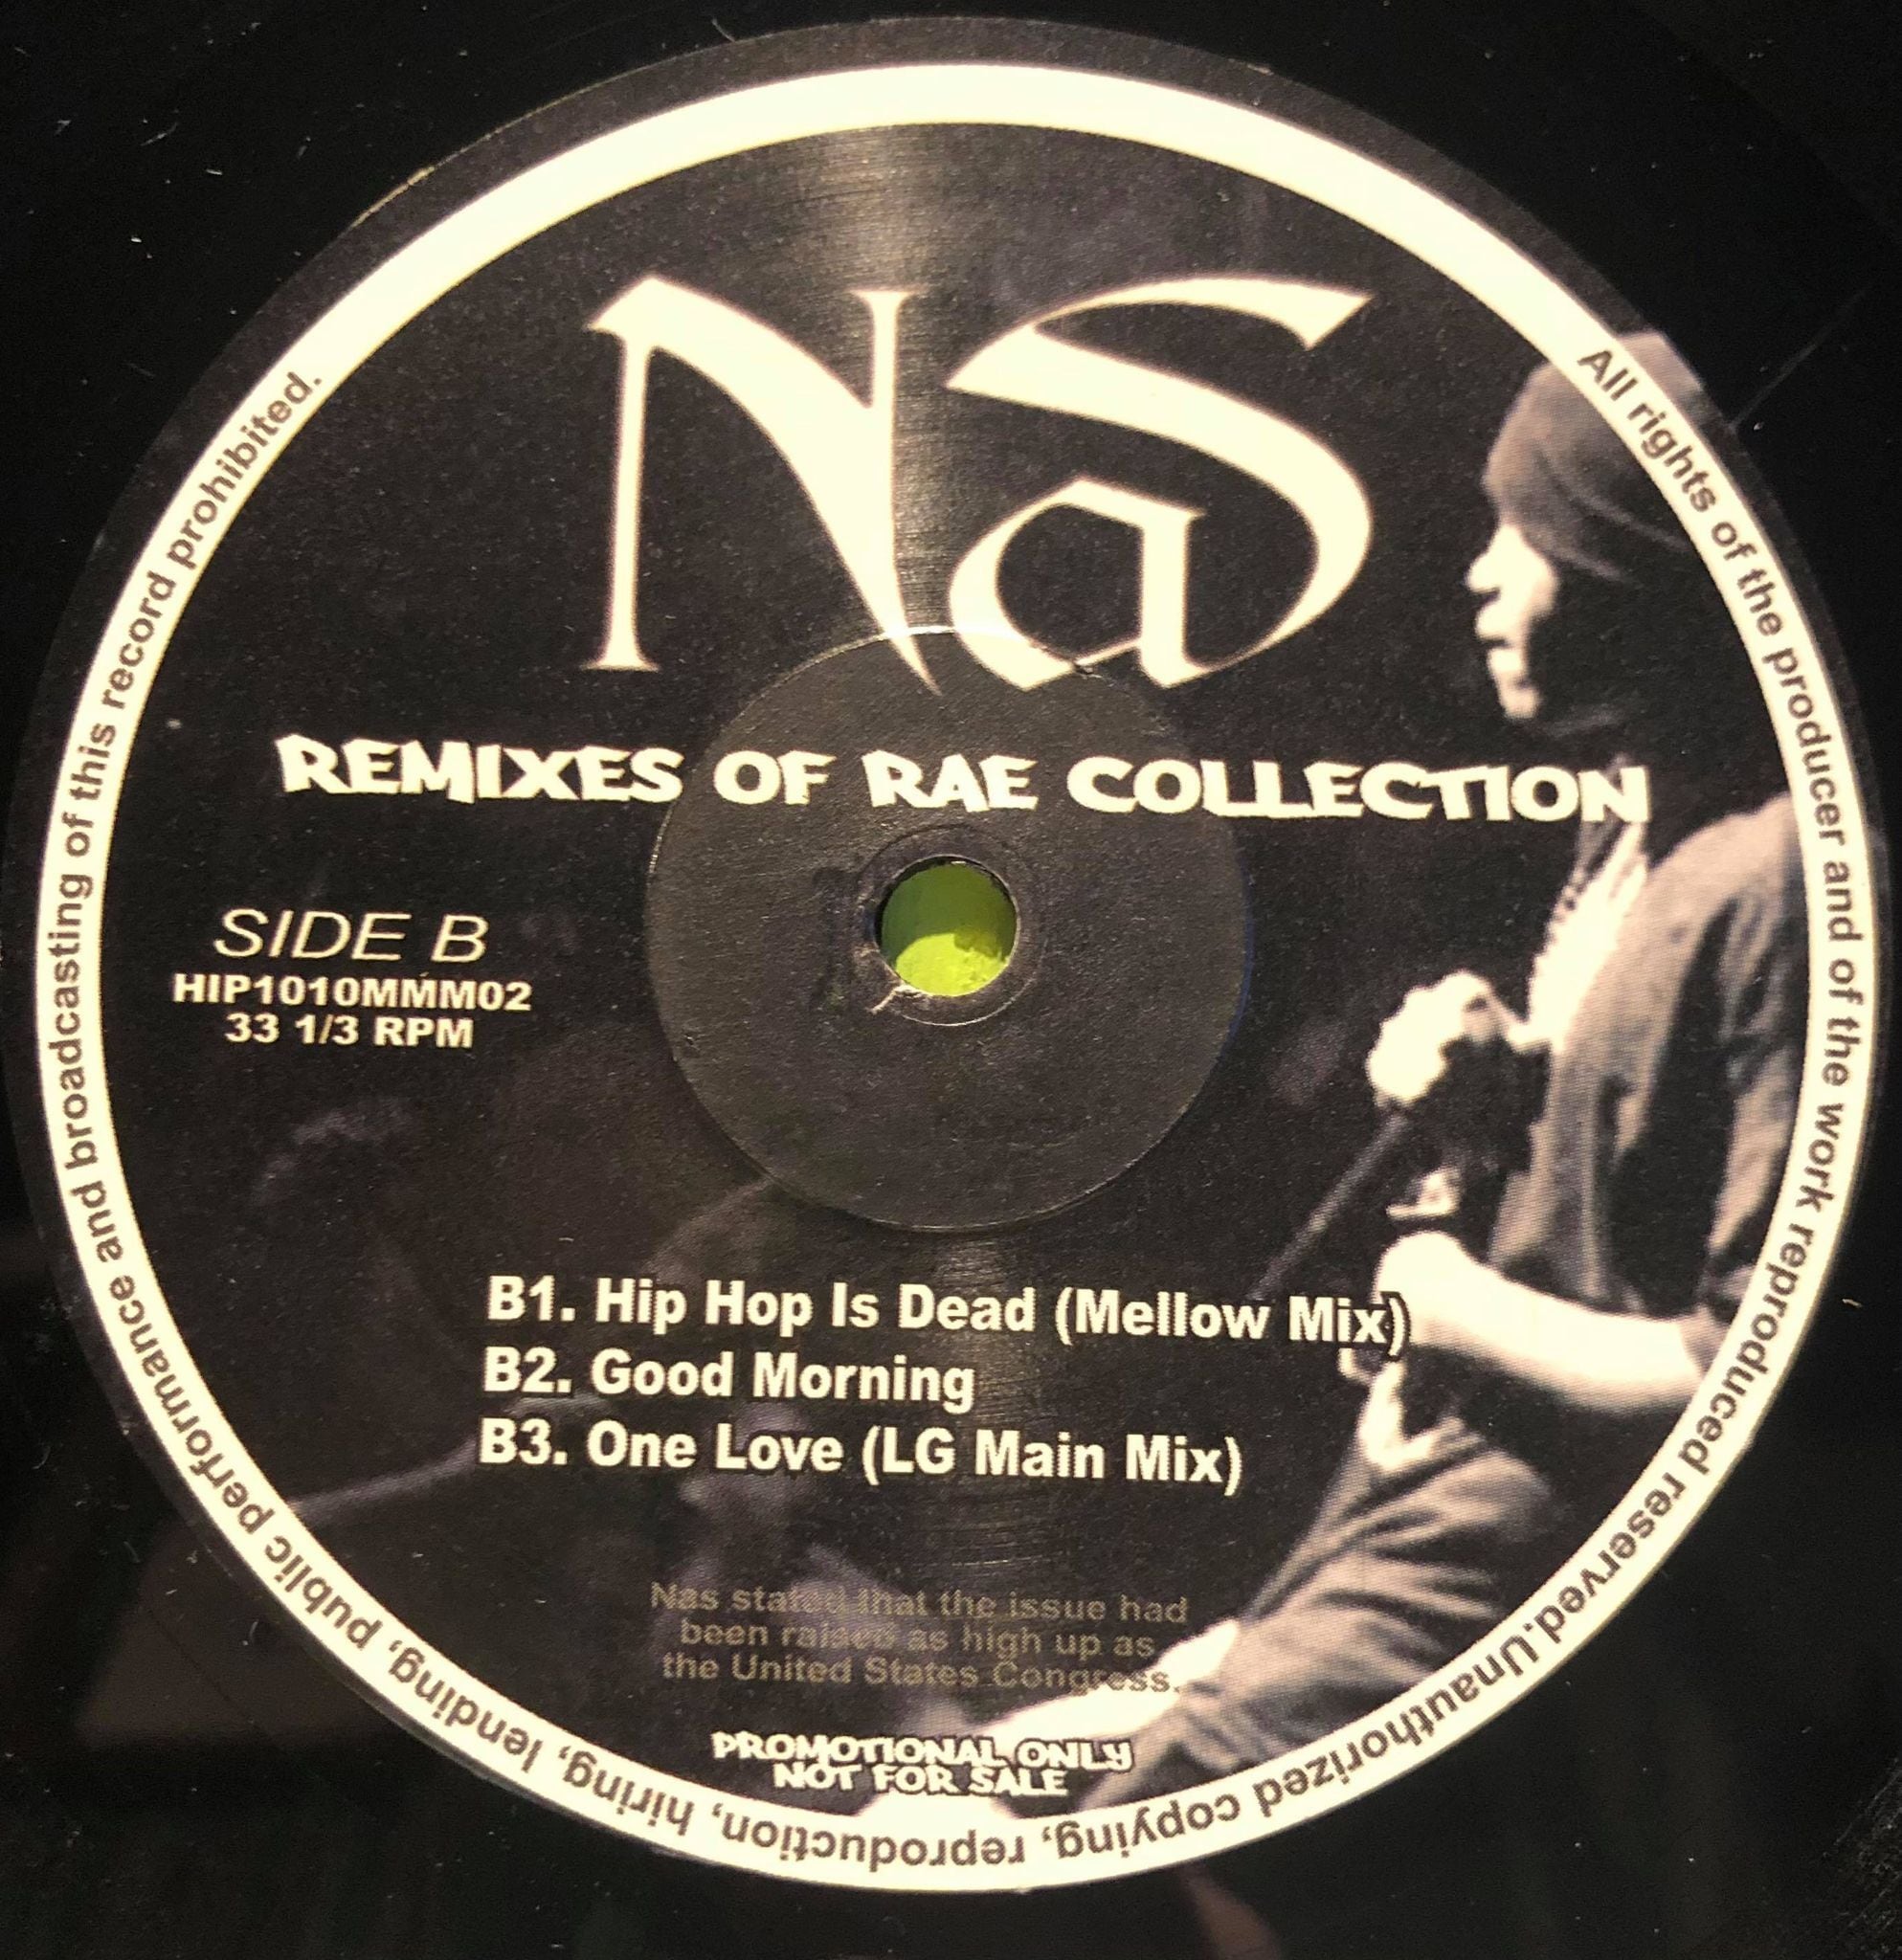 NaS
REMIXES OF RAE COLLECTION
SIDE B
HIP1010MMM02
33 1/3 RPM
B1. Hip Hop Is Dead (Mellow Mix)
B2. Good Morning
B3. One Love (LG Main Mix)
Nas stated that the issue had
been raised as high up as
the United States Congress.
PROMOTIONAL ONLY
NOT FOR SALE
All rights of the producer and of the work reproduced reserved.Unauthorized copying, reproduction, hiring, lending, public performance and broadcasting of this record prohibited.